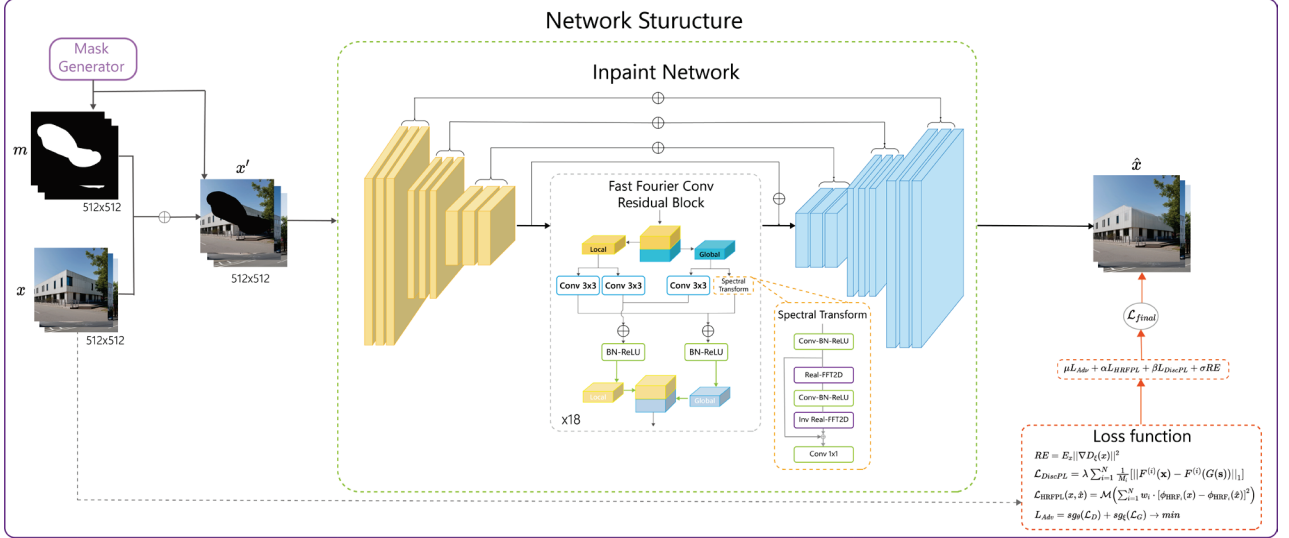 Network Sturucture
Mask
Generator
Inpaint Network
m
x'
x̂
512x512
512x512
x
512x512
Fast Fourier Conv
Residual Block
Local
Global
Conv 3x3
Conv 3x3
Conv 3x3
Spectral
Transform
BN-ReLU
BN-ReLU
Local
Global
x18
Spectral Transform
Conv-BN-ReLU
Real-FFT2D
Conv-BN-ReLU
Inv Real-FFT2D
Conv 1x1
ℒ_final
μL_Adv + αL_HRFPL + βL_DiscPL + σRE
Loss function
RE = E_x||∇D_ξ(x)||^2
ℒ_DiscPL = λ ∑_{i=1}^{N} 1/M_i [||F^(i)(x) − F^(i)(G(s))||_1]
ℒ_HRFPL(x, x̂) = ℳ(∑_{i=1}^{N} w_i · [ϕ_HRF_i(x) − ϕ_HRF_i(x̂)]^2)
L_Adv = sg_θ(ℒ_D) + sg_ξ(ℒ_G) → min